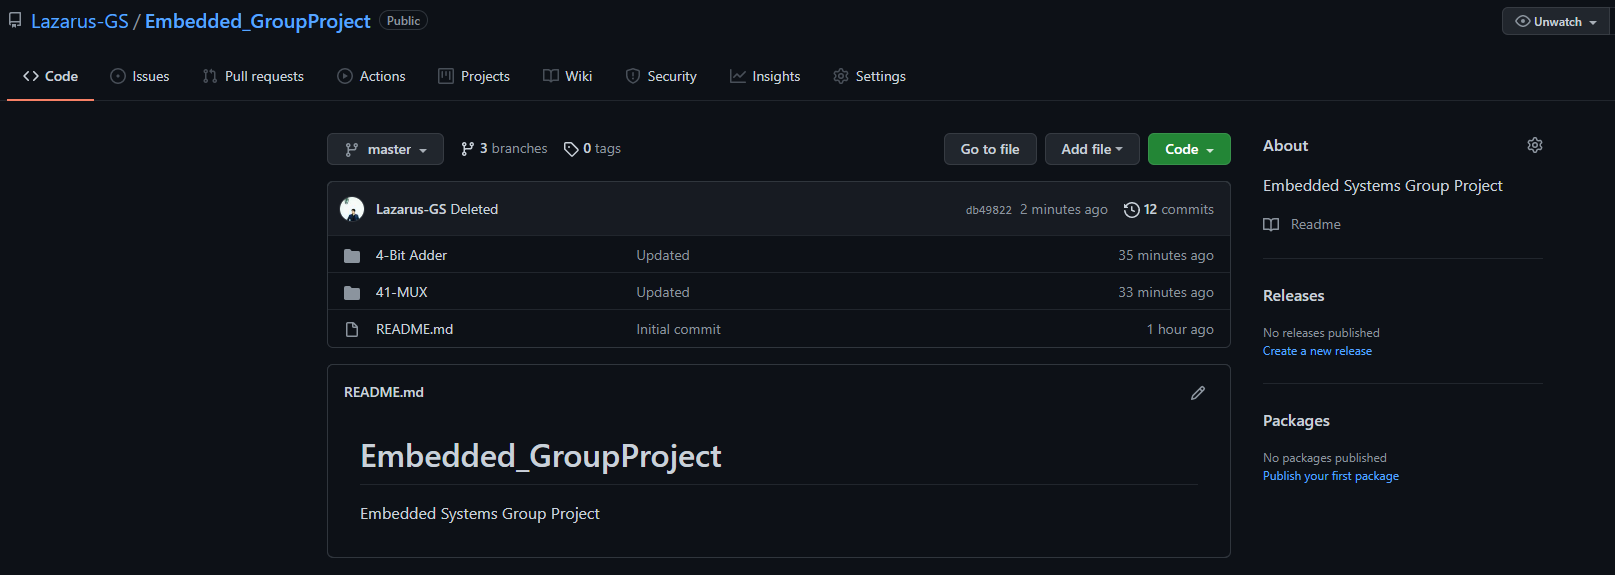 Lazarus-GS / Embedded_GroupProject Public Unwatch
Code Issues Pull requests Actions Projects Wiki Security Insights Settings
master 3 branches 0 tags Go to file Add file Code
Lazarus-GS Deleted db49822 2 minutes ago 12 commits
4-Bit Adder Updated 35 minutes ago
41-MUX Updated 33 minutes ago
README.md Initial commit 1 hour ago
README.md
Embedded_GroupProject
Embedded Systems Group Project
About
Embedded Systems Group Project
Readme
Releases
No releases published
Create a new release
Packages
No packages published
Publish your first package